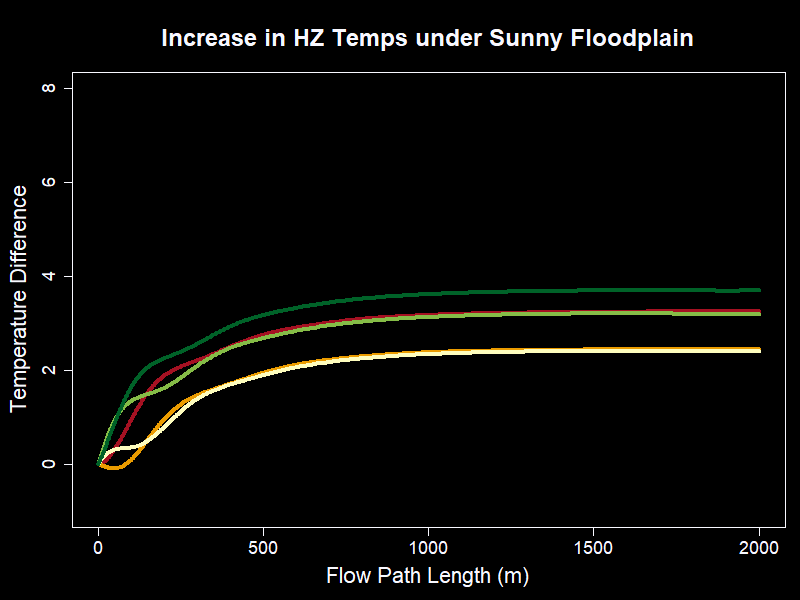 Increase in HZ Temps under Sunny Floodplain
Temperature Difference
8
6
4
2
0
0 500 1000 1500 2000
Flow Path Length (m)